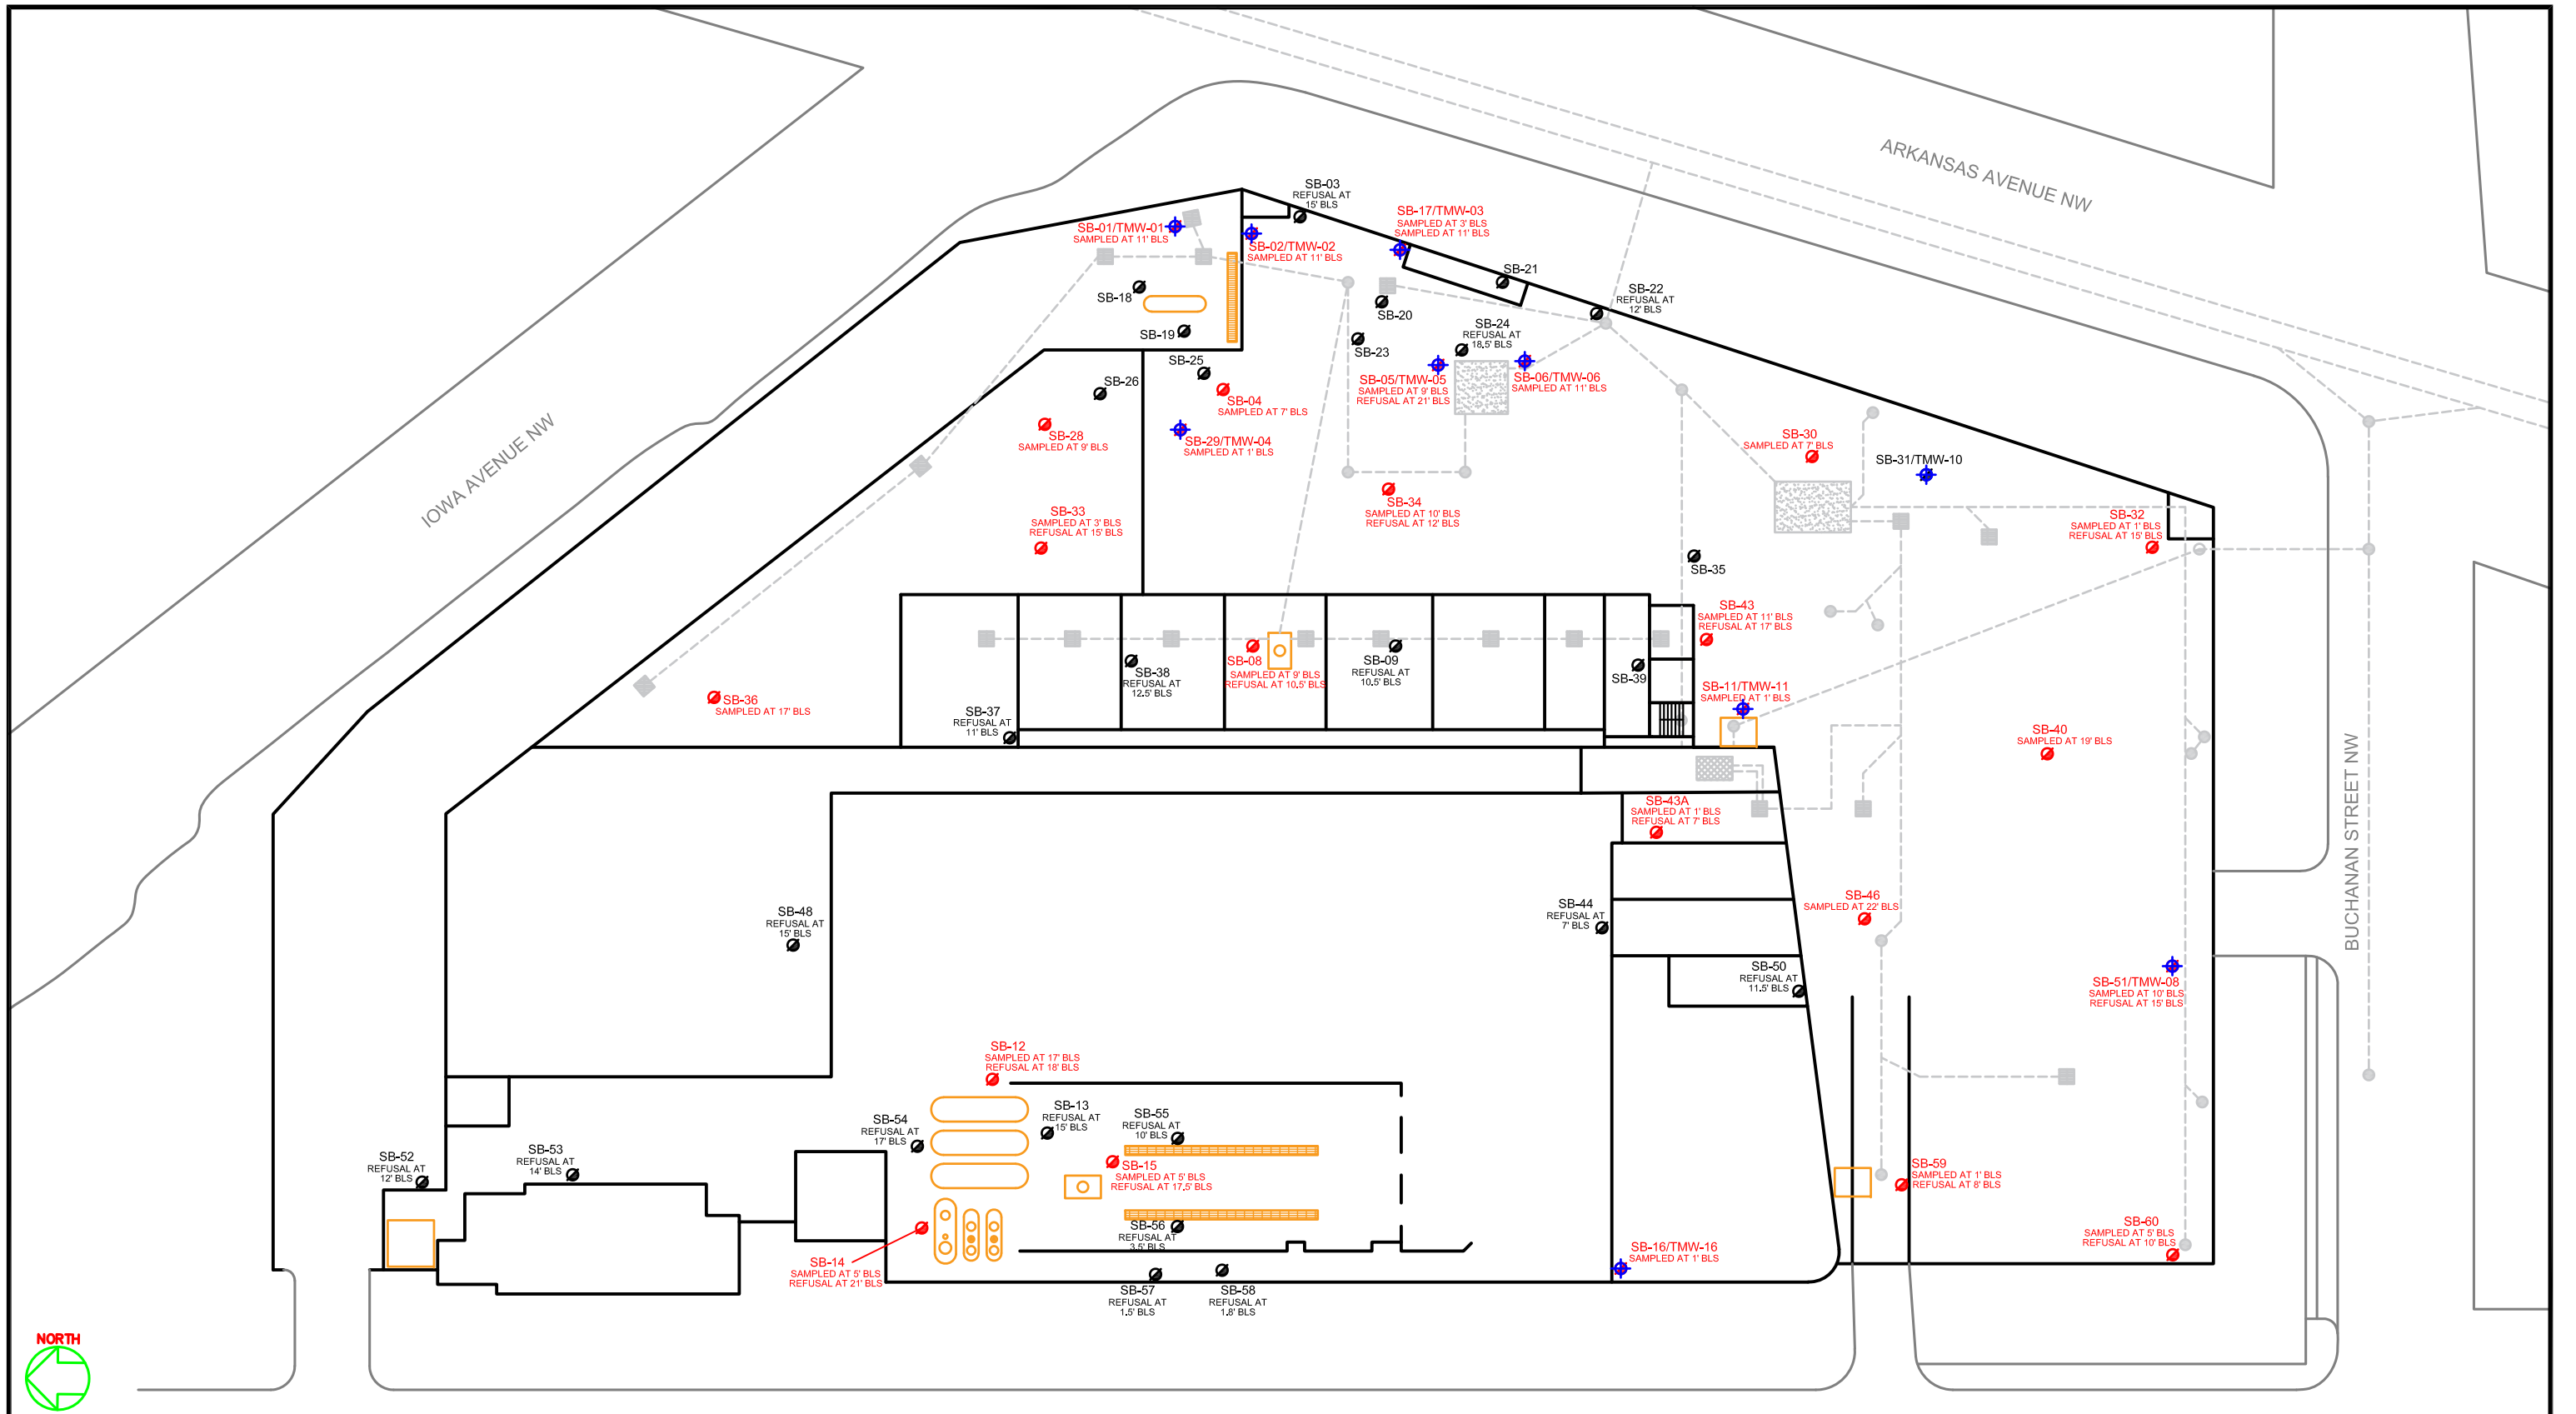 ARKANSAS AVENUE NW
SB-03
REFUSAL AT
15' BLS
SB-01/TMW-01
SAMPLED AT 11' BLS
SB-02/TMW-02
SAMPLED AT 11' BLS
SB-17/TMW-03
SAMPLED AT 3' BLS
SAMPLED AT 11' BLS
SB-21
SB-22
REFUSAL AT
12' BLS
SB-18
SB-19
SB-20
SB-23
SB-24
REFUSAL AT
18.5' BLS
SB-25
SB-26
SB-04
SAMPLED AT 7' BLS
SB-05/TMW-05
SAMPLED AT 9' BLS
REFUSAL AT 21' BLS
SB-06/TMW-06
SAMPLED AT 11' BLS
IOWA AVENUE NW
SB-28
SAMPLED AT 9' BLS
SB-29/TMW-04
SAMPLED AT 1' BLS
SB-30
SAMPLED AT 7' BLS
SB-31/TMW-10
SB-33
SAMPLED AT 3' BLS
REFUSAL AT 15' BLS
SB-34
SAMPLED AT 10' BLS
REFUSAL AT 12' BLS
SB-32
SAMPLED AT 1' BLS
REFUSAL AT 15' BLS
SB-35
SB-43
SAMPLED AT 11' BLS
REFUSAL AT 17' BLS
SB-36
SAMPLED AT 17' BLS
SB-37
REFUSAL AT
11' BLS
SB-38
REFUSAL AT
12.5' BLS
SB-08
SAMPLED AT 9' BLS
REFUSAL AT 10.5' BLS
SB-09
REFUSAL AT
10.5' BLS
SB-39
SB-11/TMW-11
SAMPLED AT 1' BLS
SB-40
SAMPLED AT 19' BLS
BUCHANAN STREET NW
SB-43A
SAMPLED AT 1' BLS
REFUSAL AT 7' BLS
SB-48
REFUSAL AT
15' BLS
SB-44
REFUSAL AT
7' BLS
SB-46
SAMPLED AT 22' BLS
SB-50
REFUSAL AT
11.5' BLS
SB-51/TMW-08
SAMPLED AT 10' BLS
REFUSAL AT 15' BLS
SB-12
SAMPLED AT 17' BLS
REFUSAL AT 18' BLS
SB-54
REFUSAL AT
17' BLS
SB-13
REFUSAL AT
15' BLS
SB-55
REFUSAL AT
10' BLS
SB-52
REFUSAL AT
12' BLS
SB-53
REFUSAL AT
14' BLS
SB-15
SAMPLED AT 5' BLS
REFUSAL AT 17.5' BLS
SB-59
SAMPLED AT 1' BLS
REFUSAL AT 8' BLS
SB-56
REFUSAL AT
3.5' BLS
SB-60
SAMPLED AT 5' BLS
REFUSAL AT 10' BLS
SB-14
SAMPLED AT 5' BLS
REFUSAL AT 21' BLS
SB-16/TMW-16
SAMPLED AT 1' BLS
SB-57
REFUSAL AT
1.5' BLS
SB-58
REFUSAL AT
1.8' BLS
NORTH